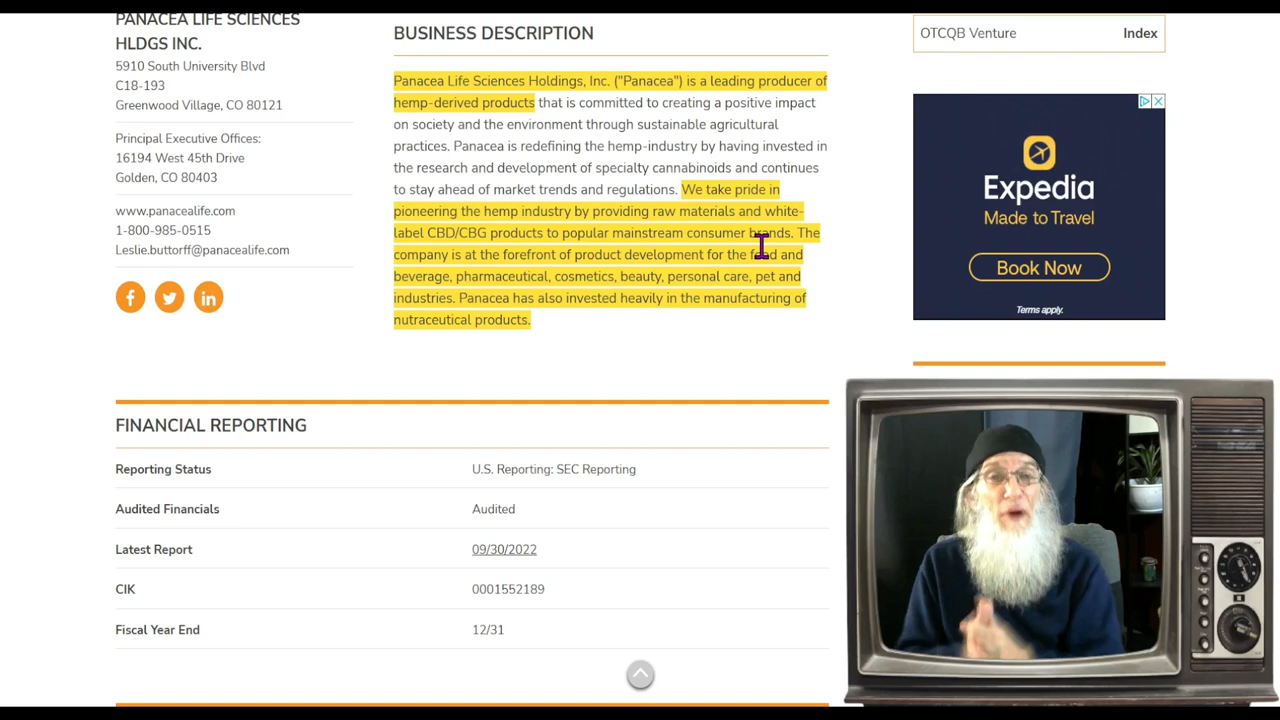 PANACEA LIFE SCIENCES
HLDGS INC.
5910 South University Blvd
C18-193
Greenwood Village, CO 80121
Principal Executive Offices:
16194 West 45th Drive
Golden, CO 80403
www.panacealife.com
1-800-985-0515
Leslie.buttorff@panacealife.com
BUSINESS DESCRIPTION
Panacea Life Sciences Holdings, Inc. ("Panacea") is a leading producer of
hemp-derived products that is committed to creating a positive impact
on society and the environment through sustainable agricultural
practices. Panacea is redefining the hemp-industry by having invested in
the research and development of specialty cannabinoids and continues
to stay ahead of market trends and regulations. We take pride in
pioneering the hemp industry by providing raw materials and white-
label CBD/CBG products to popular mainstream consumer brands. The
company is at the forefront of product development for the food and
beverage, pharmaceutical, cosmetics, beauty, personal care, pet and
industries. Panacea has also invested heavily in the manufacturing of
nutraceutical products.
OTCQB Venture Index
Expedia
Made to Travel
Book Now
Terms apply.
FINANCIAL REPORTING
Reporting Status U.S. Reporting: SEC Reporting
Audited Financials Audited
Latest Report 09/30/2022
CIK 0001552189
Fiscal Year End 12/31